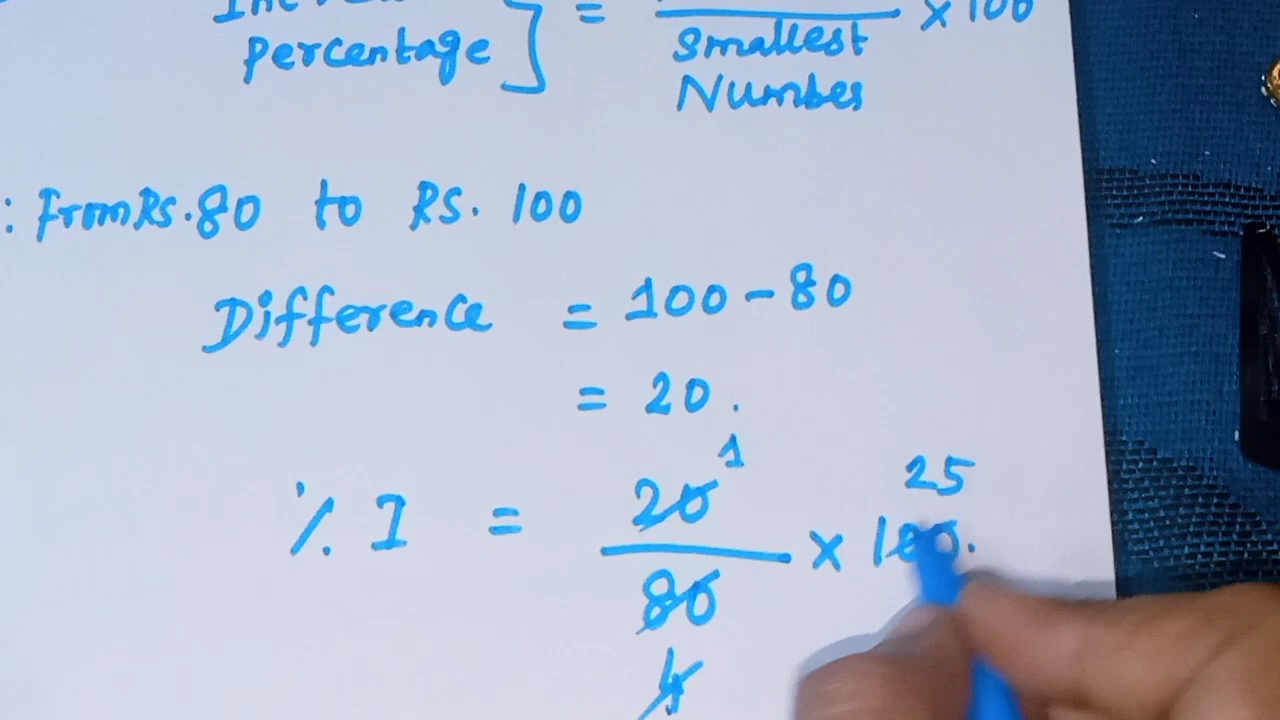 Percentage ] = Smallest × 100
Number
: From Rs. 80 to Rs. 100
Difference = 100 - 80
= 20.
1 25
% I = 20 × 100.
80
4